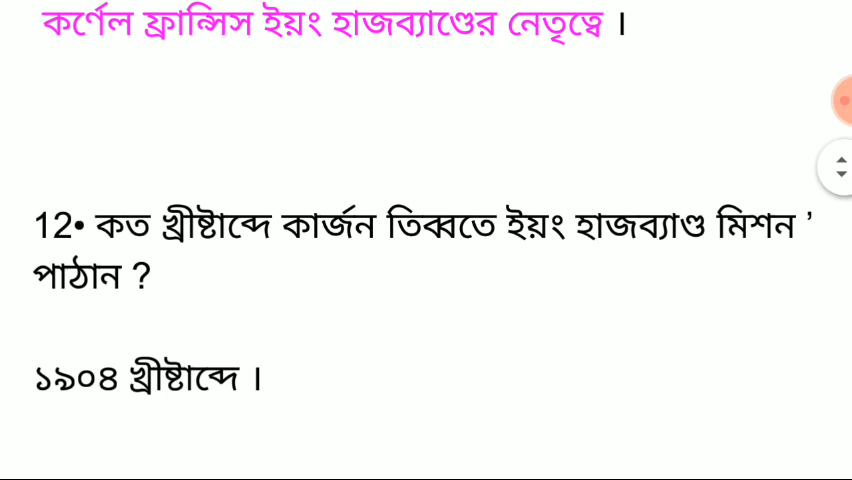 কর্ণেল ফ্রান্সিস ইয়ং হাজব্যাণ্ডের নেতৃত্বে ।
12• কত খ্রীষ্টাব্দে কার্জন তিব্বতে ইয়ং হাজব্যাণ্ড মিশন ’
পাঠান ?
১৯০৪ খ্রীষ্টাব্দে ।